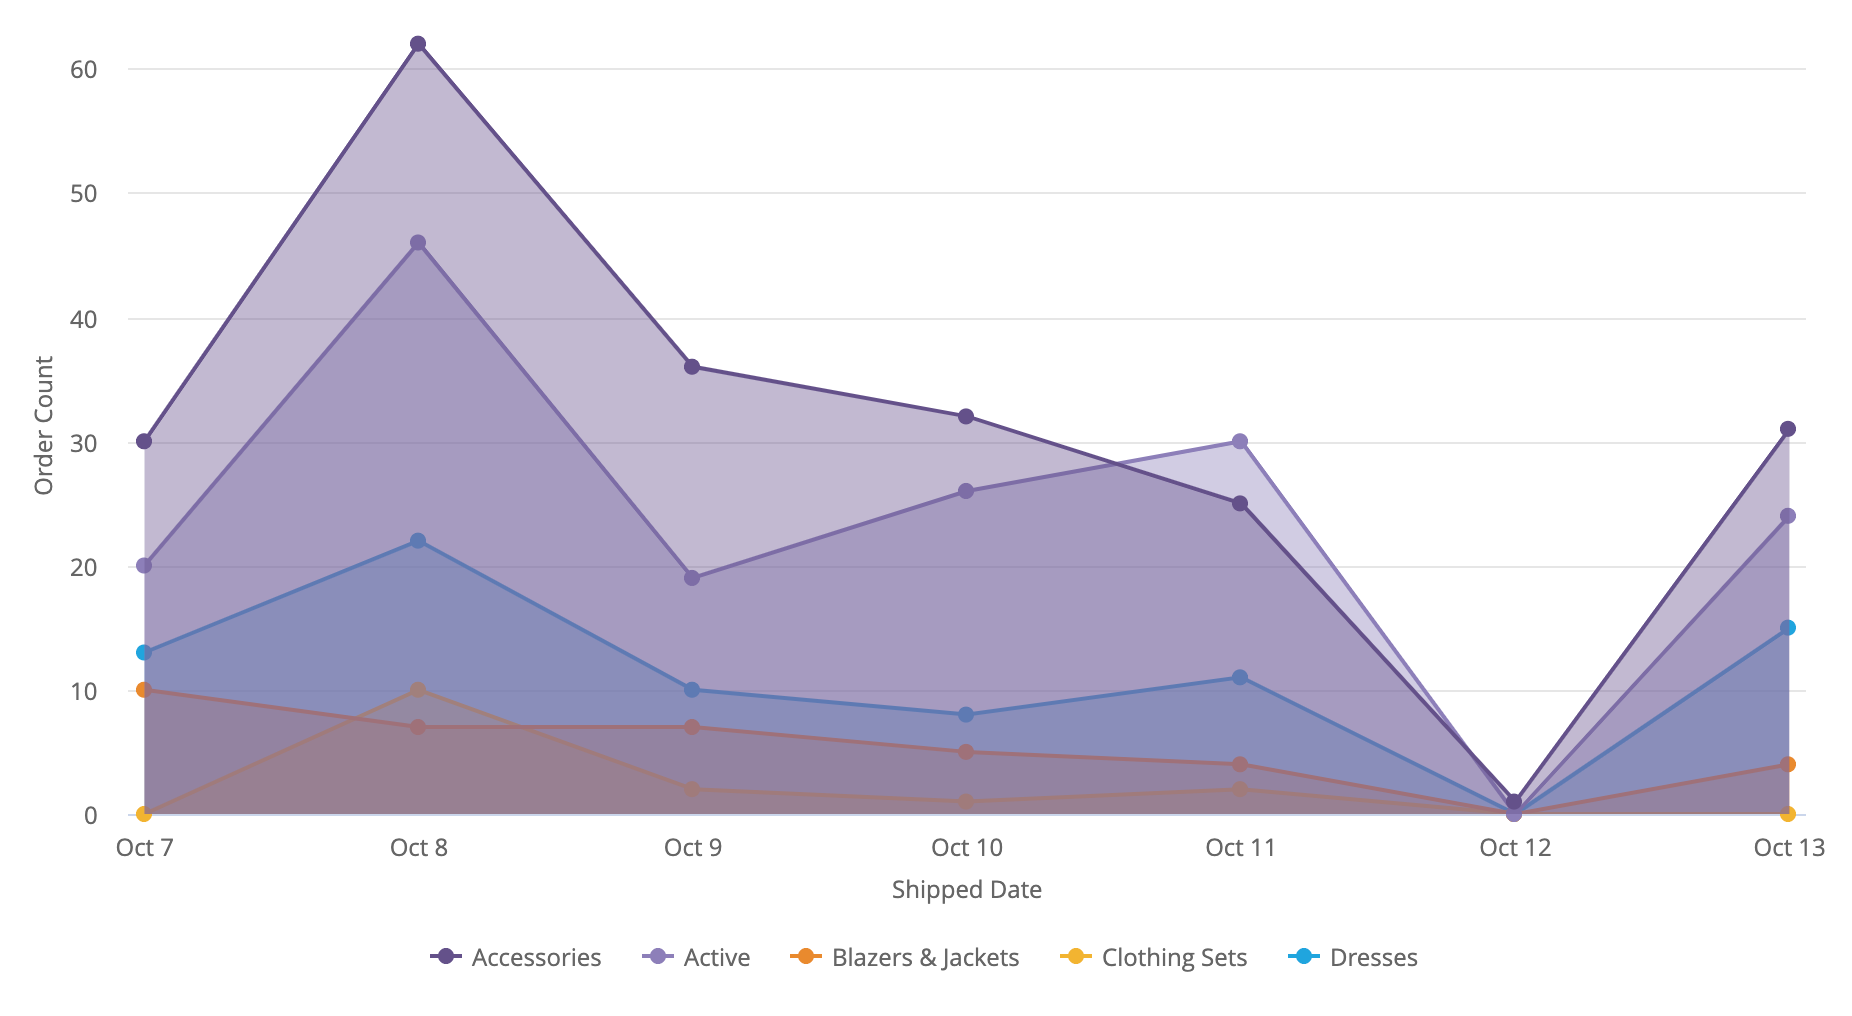 60
50
40
30
20
10
0
Order Count
Oct 7 Oct 8 Oct 9 Oct 10 Oct 11 Oct 12 Oct 13
Shipped Date
Accessories Active Blazers & Jackets Clothing Sets Dresses